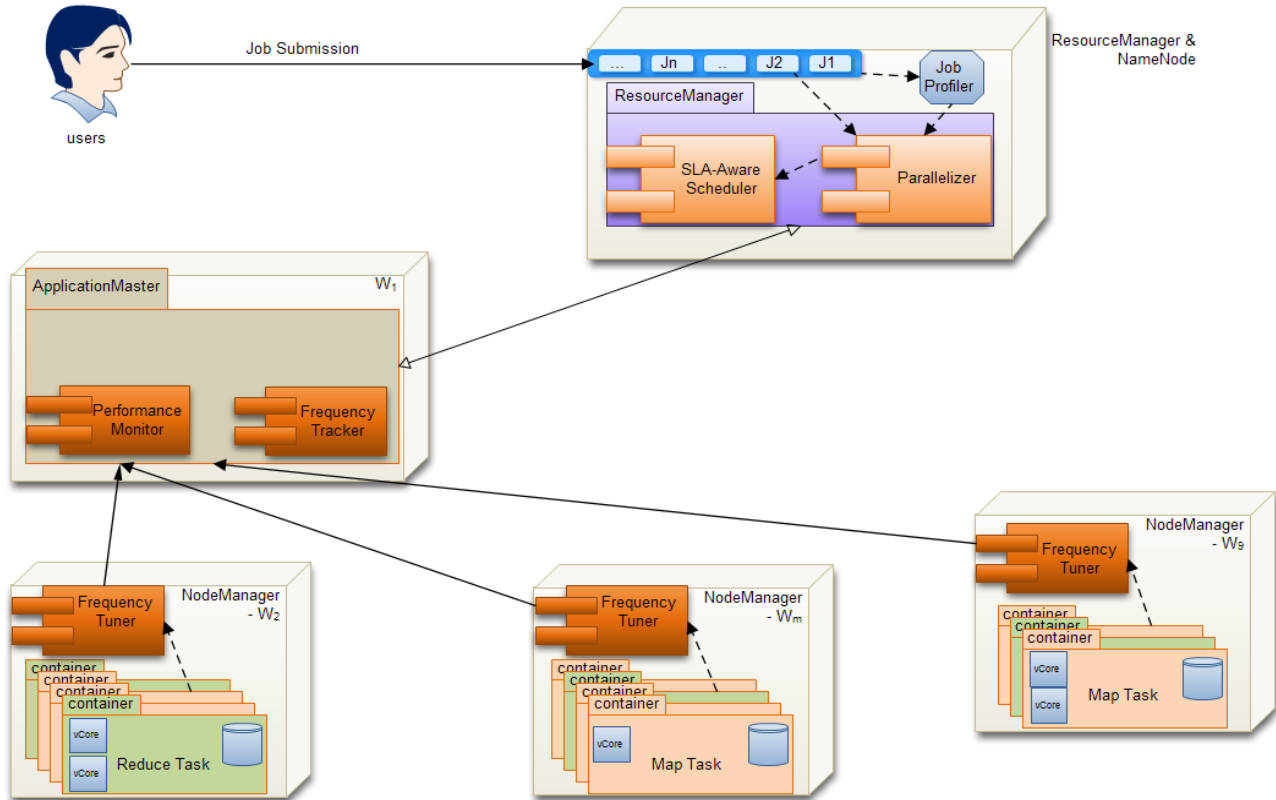 Job Submission
users
ResourceManager &
NameNode
...
Jn
..
J2
J1
Job
Profiler
ResourceManager
SLA-Aware
Scheduler
Parallelizer
ApplicationMaster
W₁
Performance
Monitor
Frequency
Tracker
NodeManager
- W₂
Frequency
Tuner
container
container
container
container
vCore
vCore
Reduce Task
NodeManager
- Wₘ
Frequency
Tuner
container
container
container
container
vCore
Map Task
NodeManager
- W₉
Frequency
Tuner
container
container
container
vCore
vCore
Map Task